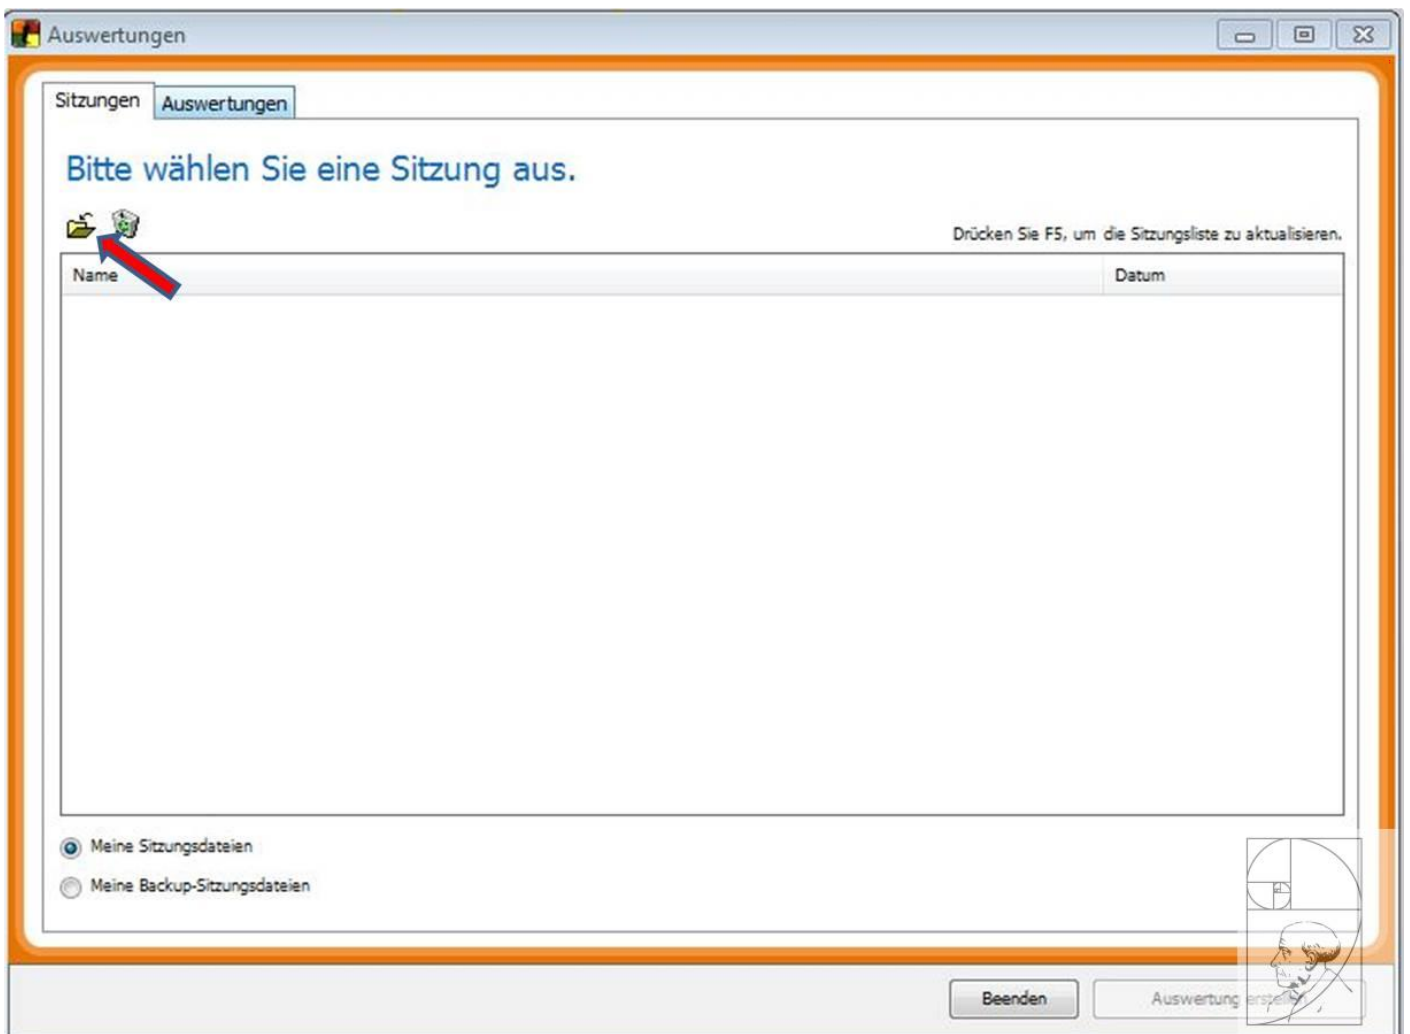 Auswertungen
Sitzungen Auswertungen
Bitte wählen Sie eine Sitzung aus.
Drücken Sie F5, um die Sitzungsliste zu aktualisieren.
Name Datum
Meine Sitzungsdateien
Meine Backup-Sitzungsdateien
Beenden Auswertung erstellen